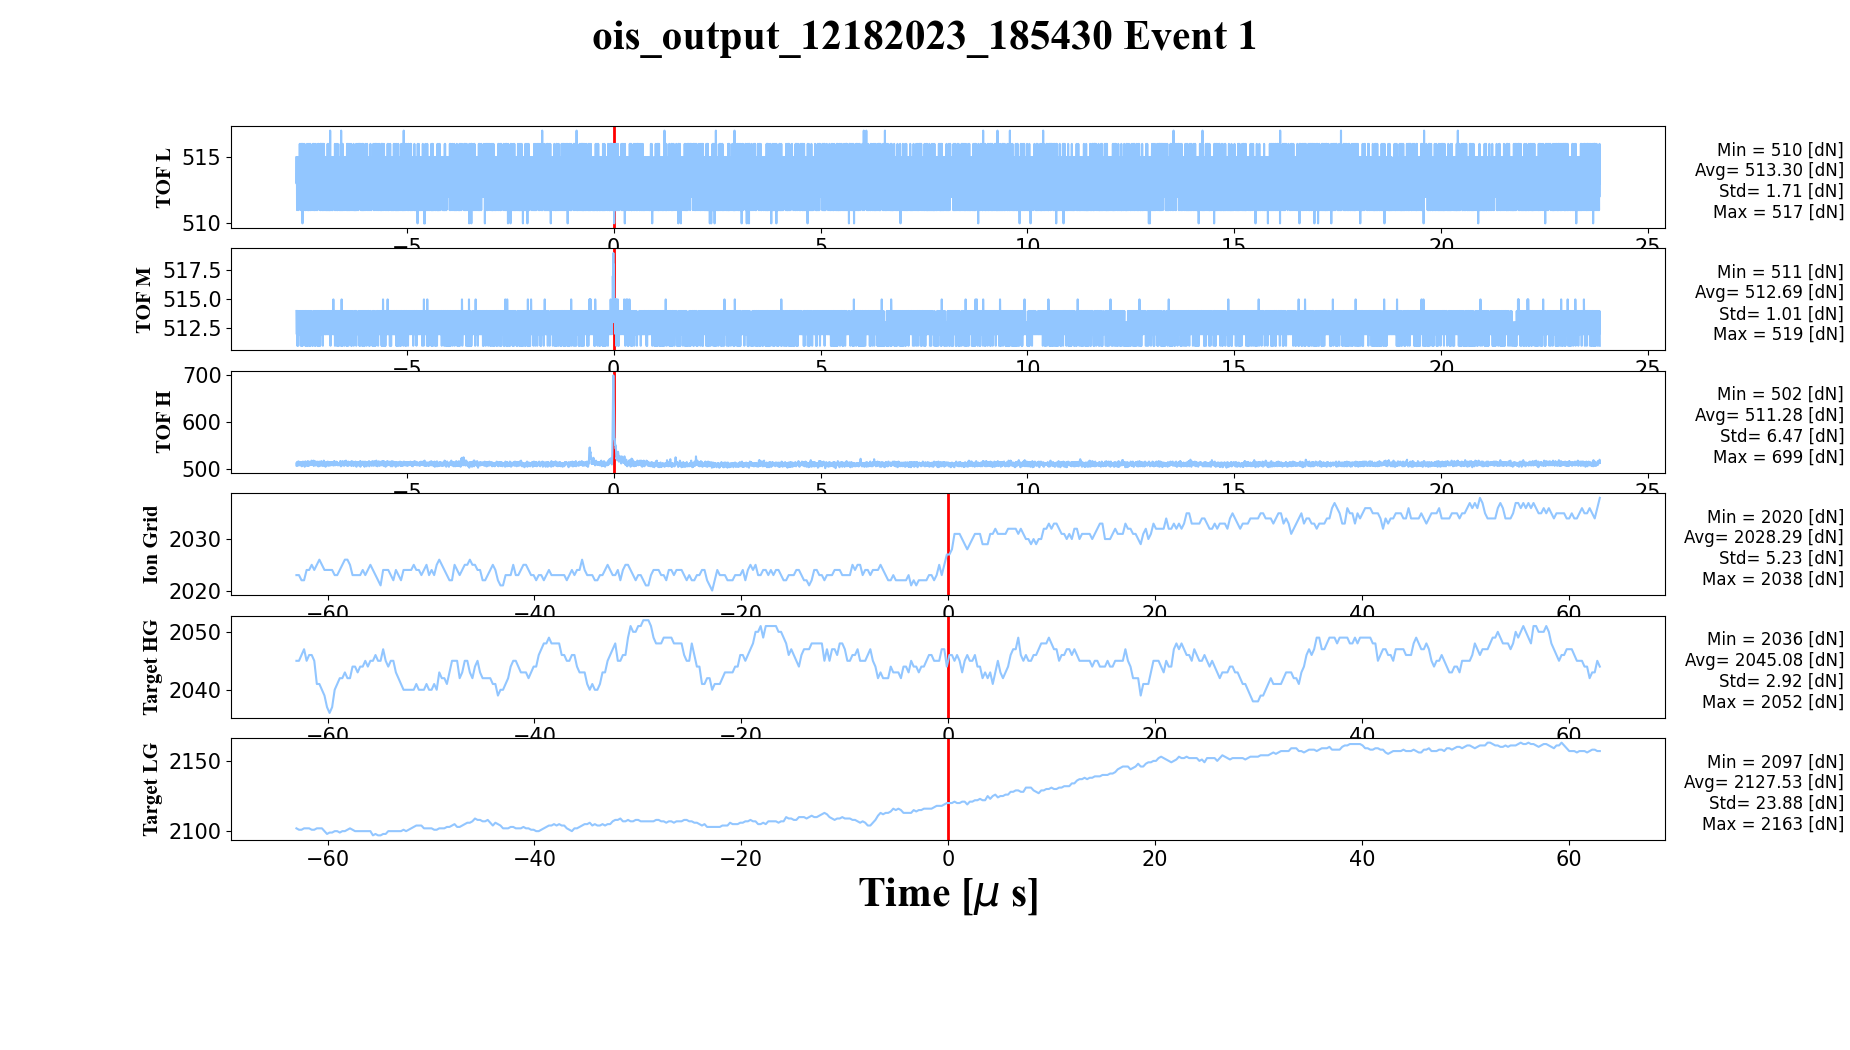 ois_output_12182023_185430 Event 1
TOF L
515
510
−5 0 5 10 15 20 25
Min = 510 [dN]
Avg= 513.30 [dN]
Std= 1.71 [dN]
Max = 517 [dN]
TOF M
517.5
515.0
512.5
−5 0 5 10 15 20 25
Min = 511 [dN]
Avg= 512.69 [dN]
Std= 1.01 [dN]
Max = 519 [dN]
TOF H
700
600
500
−5 0 5 10 15 20 25
Min = 502 [dN]
Avg= 511.28 [dN]
Std= 6.47 [dN]
Max = 699 [dN]
Ion Grid
2030
2020
−60 −40 −20 0 20 40 60
Min = 2020 [dN]
Avg= 2028.29 [dN]
Std= 5.23 [dN]
Max = 2038 [dN]
Target HG
2050
2040
−60 −40 −20 0 20 40 60
Min = 2036 [dN]
Avg= 2045.08 [dN]
Std= 2.92 [dN]
Max = 2052 [dN]
Target LG
2150
2100
−60 −40 −20 0 20 40 60
Min = 2097 [dN]
Avg= 2127.53 [dN]
Std= 23.88 [dN]
Max = 2163 [dN]
Time [μ s]